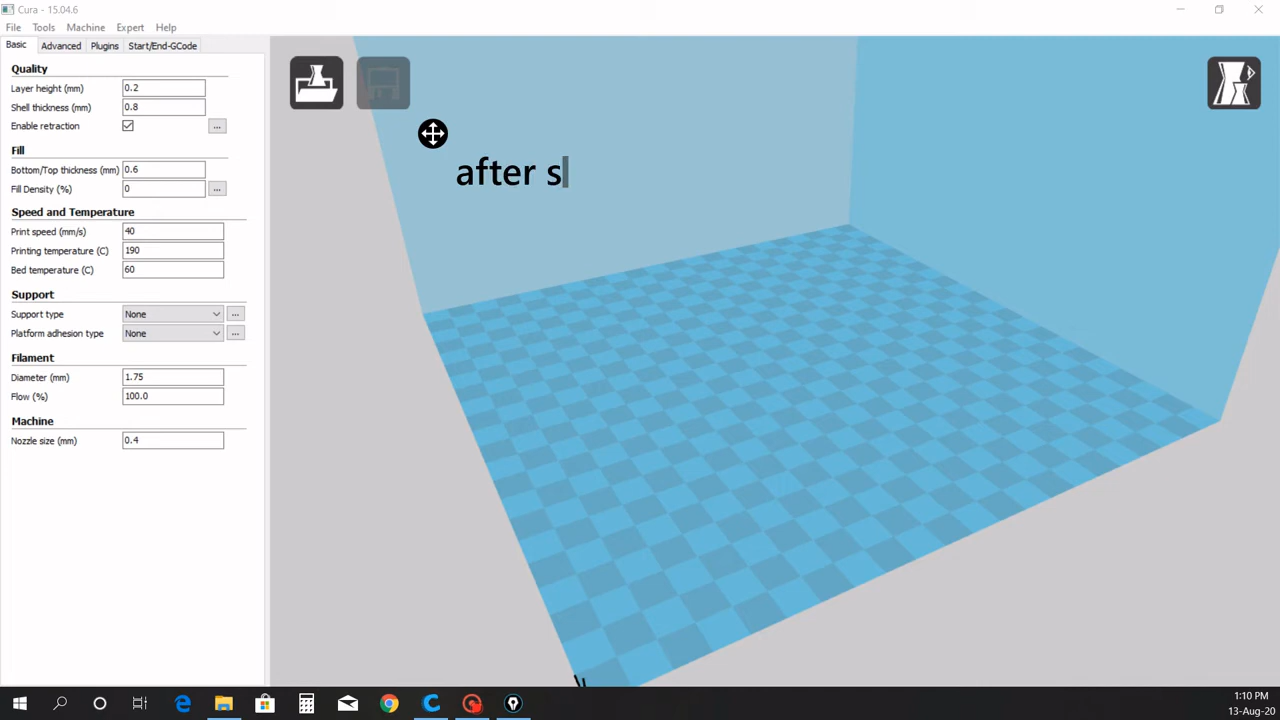 Cura - 15.04.6
File Tools Machine Expert Help
Basic Advanced Plugins Start/End-GCode
Quality
Layer height (mm) 0.2
Shell thickness (mm) 0.8
Enable retraction ...
Fill
Bottom/Top thickness (mm) 0.6
Fill Density (%) 0 ...
Speed and Temperature
Print speed (mm/s) 40
Printing temperature (C) 190
Bed temperature (C) 60
Support
Support type None ...
Platform adhesion type None ...
Filament
Diameter (mm) 1.75
Flow (%) 100.0
Machine
Nozzle size (mm) 0.4
after s
1:10 PM
13-Aug-20